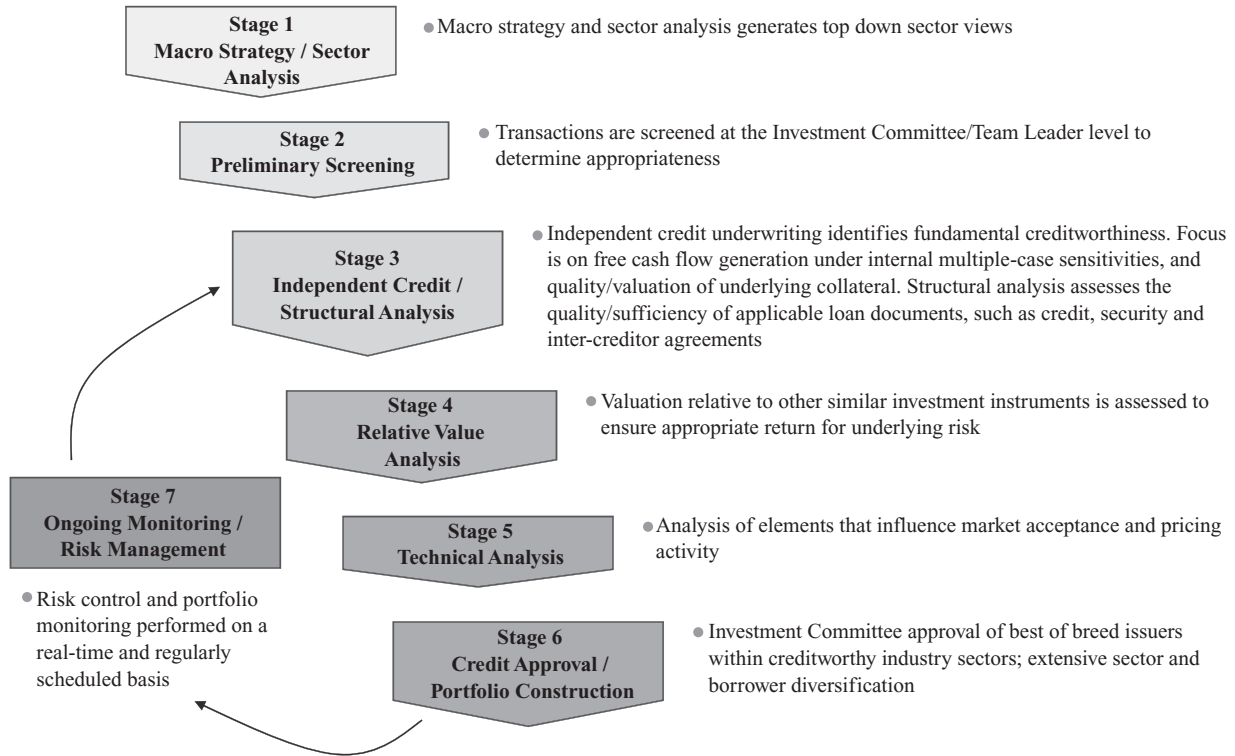 Stage 1
Macro Strategy / Sector
Analysis
● Macro strategy and sector analysis generates top down sector views
Stage 2
Preliminary Screening
● Transactions are screened at the Investment Committee/Team Leader level to
determine appropriateness
Stage 3
Independent Credit /
Structural Analysis
● Independent credit underwriting identifies fundamental creditworthiness. Focus
is on free cash flow generation under internal multiple-case sensitivities, and
quality/valuation of underlying collateral. Structural analysis assesses the
quality/sufficiency of applicable loan documents, such as credit, security and
inter-creditor agreements
Stage 4
Relative Value
Analysis
● Valuation relative to other similar investment instruments is assessed to
ensure appropriate return for underlying risk
Stage 5
Technical Analysis
● Analysis of elements that influence market acceptance and pricing
activity
Stage 6
Credit Approval /
Portfolio Construction
● Investment Committee approval of best of breed issuers
within creditworthy industry sectors; extensive sector and
borrower diversification
Stage 7
Ongoing Monitoring /
Risk Management
● Risk control and portfolio
monitoring performed on a
real-time and regularly
scheduled basis